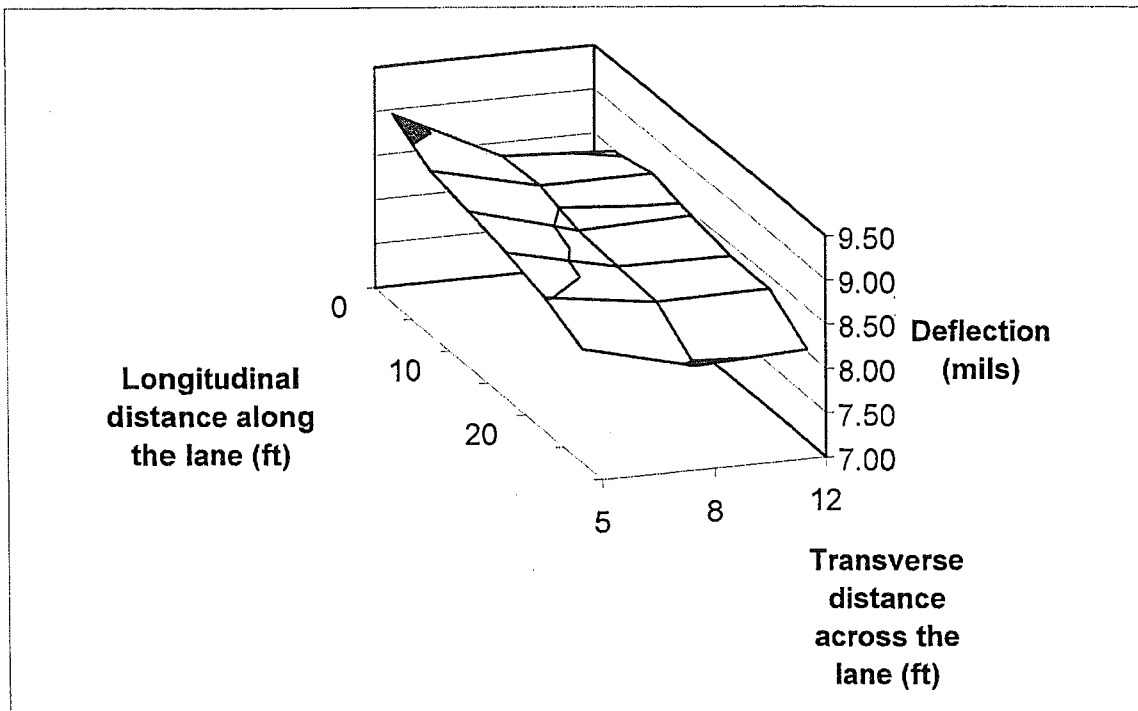 9.50
9.00
8.50
8.00
7.50
7.00
Deflection
(mils)
0
10
20
Longitudinal
distance along
the lane (ft)
5
8
12
Transverse
distance
across the
lane (ft)